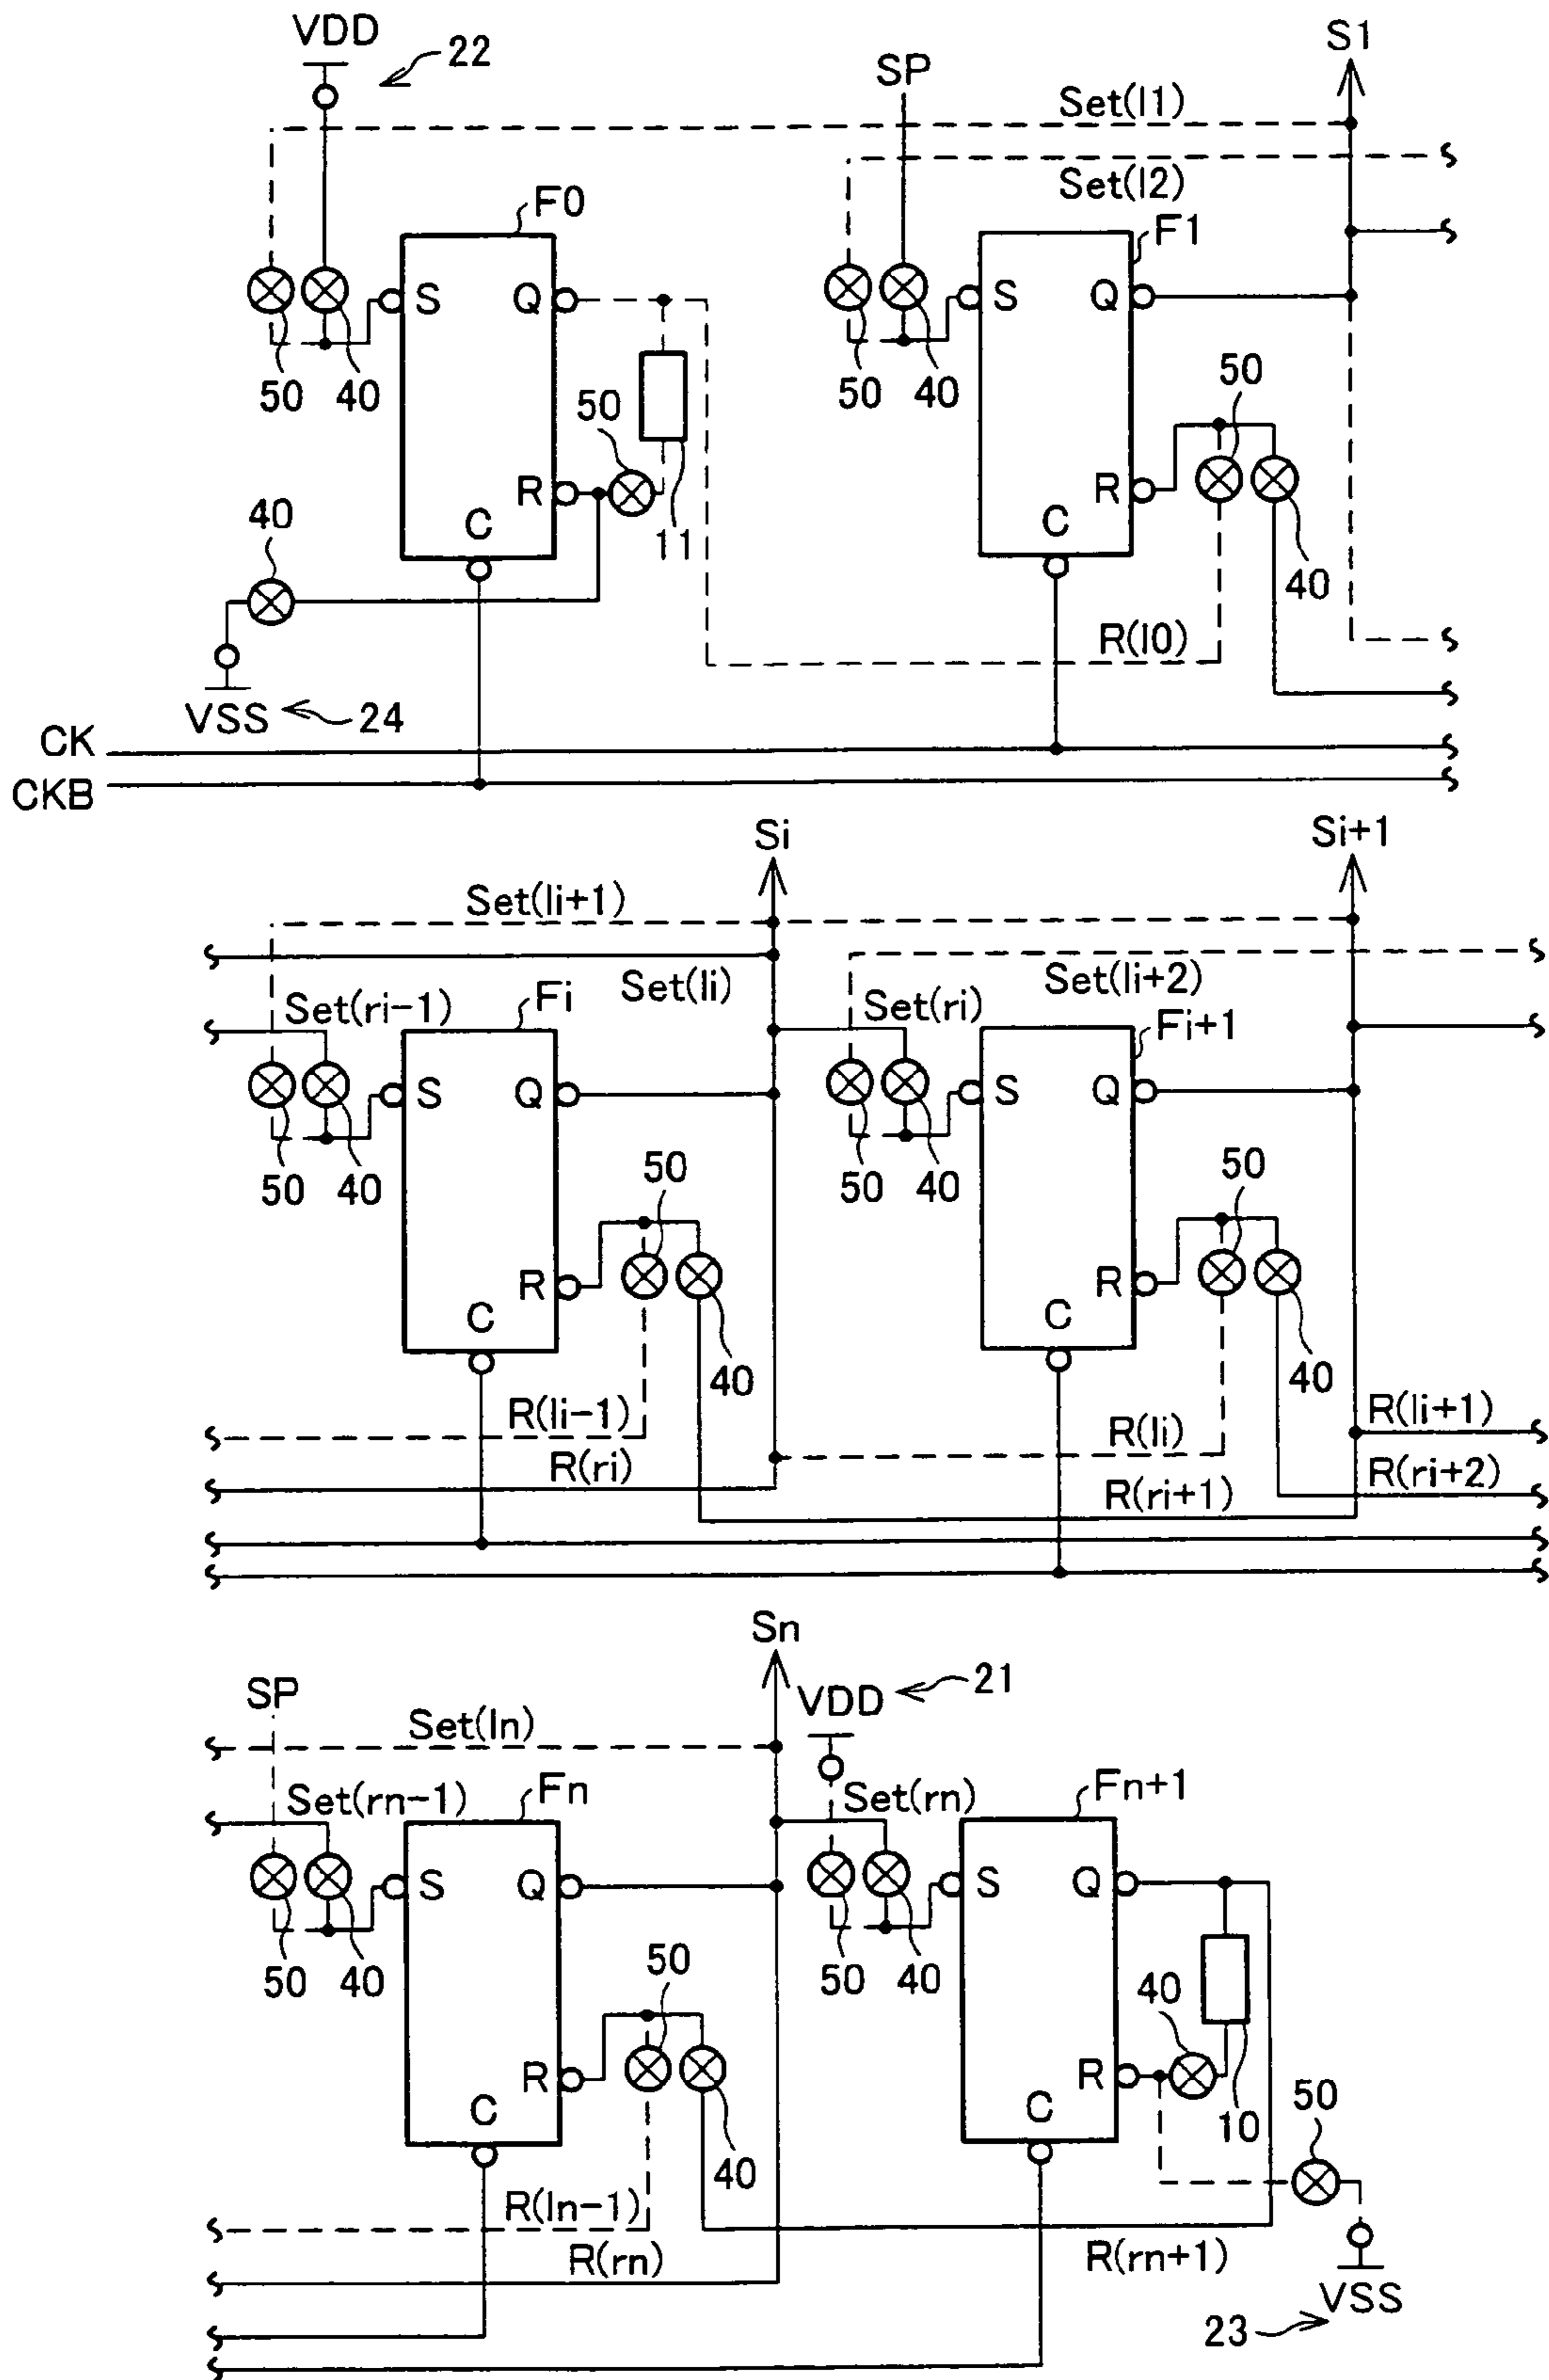 VDD
22
SP
S1
Set(l1)
Set(l2)
F0
F1
S
Q
S
Q
50
40
50
50
40
50
R
R
C
C
11
40
40
R(l0)
VSS
24
CK
CKB
Si
Si+1
Set(li+1)
Set(li)
Set(li+2)
Set(ri-1)
Fi
Set(ri)
Fi+1
S
Q
S
Q
50
40
50
50
40
50
R
R
C
C
40
40
R(li-1)
R(li)
R(li+1)
R(ri)
R(ri+1)
R(ri+2)
Sn
SP
VDD
21
Set(ln)
Set(rn-1)
Fn
Set(rn)
Fn+1
S
Q
S
Q
50
40
50
50
40
40
R
R
C
C
40
10
50
R(ln-1)
R(rn)
R(rn+1)
VSS
23